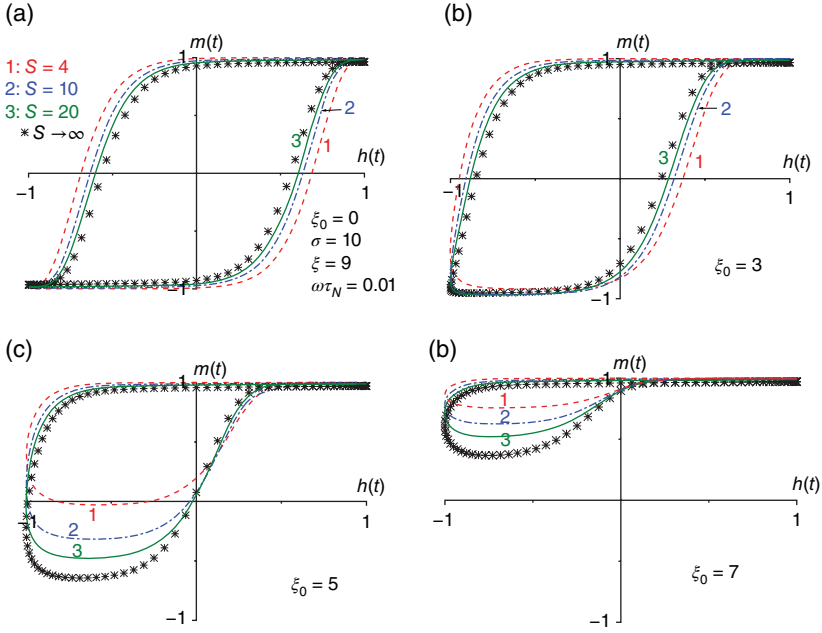 (a)
m(t)
1: S = 4
2: S = 10
3: S = 20
* S → ∞
1
2
3
1
h(t)
−1
1
−1
ξ0 = 0
σ = 10
ξ = 9
ωτN = 0.01
(b)
m(t)
1
2
3
1
h(t)
−1
1
−1
ξ0 = 3
(c)
m(t)
1
h(t)
−1
1
1
2
3
−1
ξ0 = 5
(b)
m(t)
1
1
2
3
h(t)
−1
1
−1
ξ0 = 7